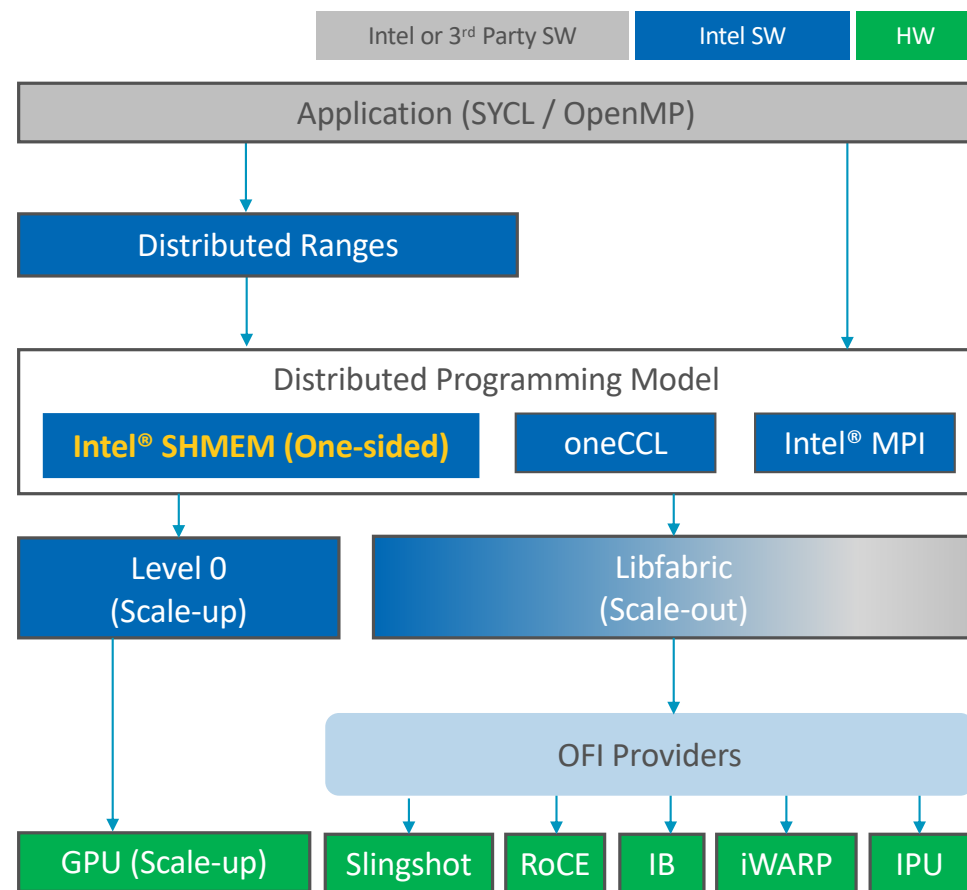 Intel or 3rd Party SW
Intel SW
HW
Application (SYCL / OpenMP)
Distributed Ranges
Distributed Programming Model
Intel® SHMEM (One-sided)
oneCCL
Intel® MPI
Level 0
(Scale-up)
Libfabric
(Scale-out)
OFI Providers
GPU (Scale-up)
Slingshot
RoCE
IB
iWARP
IPU